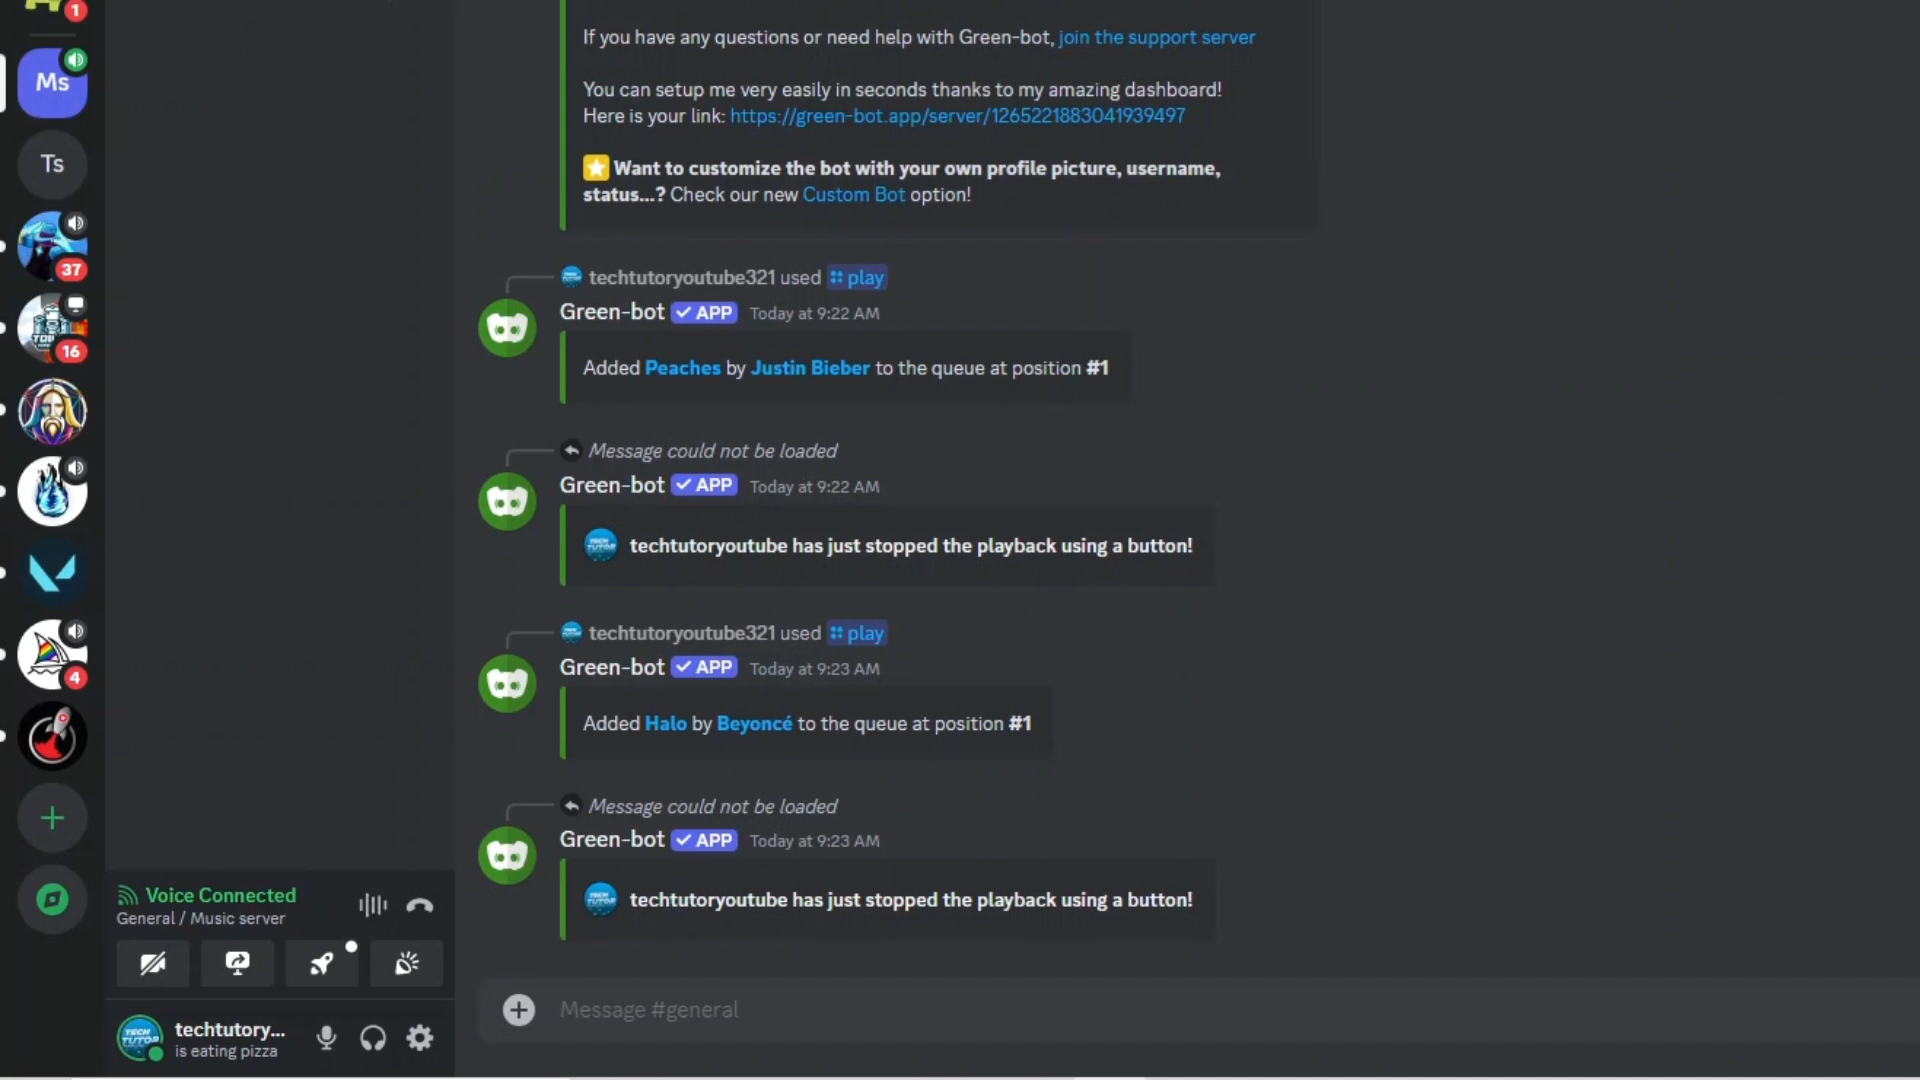 1
If you have any questions or need help with Green-bot, join the support server
Ms
You can setup me very easily in seconds thanks to my amazing dashboard!
Here is your link: https://green-bot.app/server/1265221883041939497
Ts
Want to customize the bot with your own profile picture, username,
status...? Check our new Custom Bot option!
37
techtutoryoutube321 used play
Green-bot APP Today at 9:22 AM
16
Added Peaches by Justin Bieber to the queue at position #1
Message could not be loaded
Green-bot APP Today at 9:22 AM
techtutoryoutube has just stopped the playback using a button!
techtutoryoutube321 used play
Green-bot APP Today at 9:23 AM
4
Added Halo by Beyoncé to the queue at position #1
Message could not be loaded
Green-bot APP Today at 9:23 AM
techtutoryoutube has just stopped the playback using a button!
Voice Connected
General / Music server
Message #general
TECH
TUTOR
techtutory...
is eating pizza